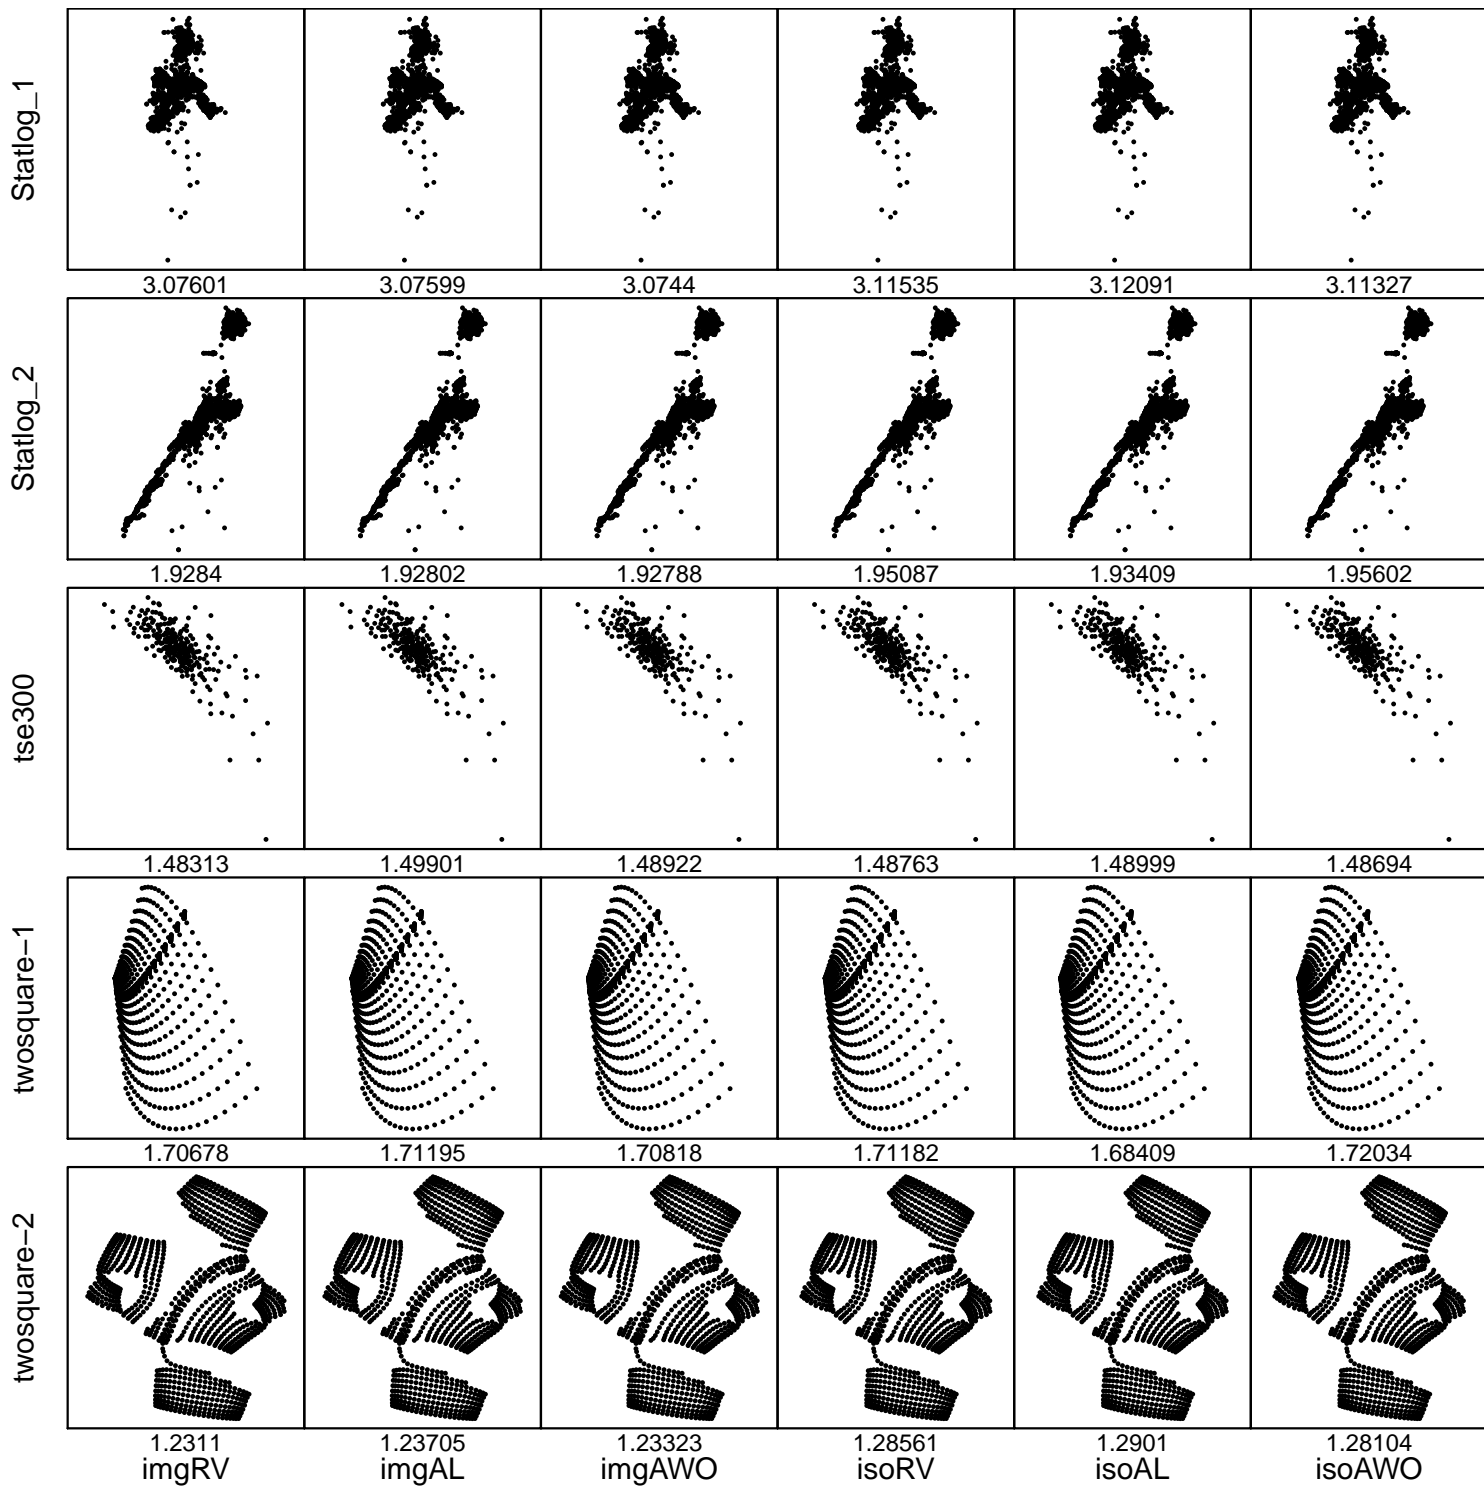 Statlog_1
3.07601 3.07599 3.0744 3.11535 3.12091 3.11327
Statlog_2
1.9284 1.92802 1.92788 1.95087 1.93409 1.95602
tse300
1.48313 1.49901 1.48922 1.48763 1.48999 1.48694
twosquare−1
1.70678 1.71195 1.70818 1.71182 1.68409 1.72034
twosquare−2
1.2311 1.23705 1.23323 1.28561 1.2901 1.28104
imgRV imgAL imgAWO isoRV isoAL isoAWO